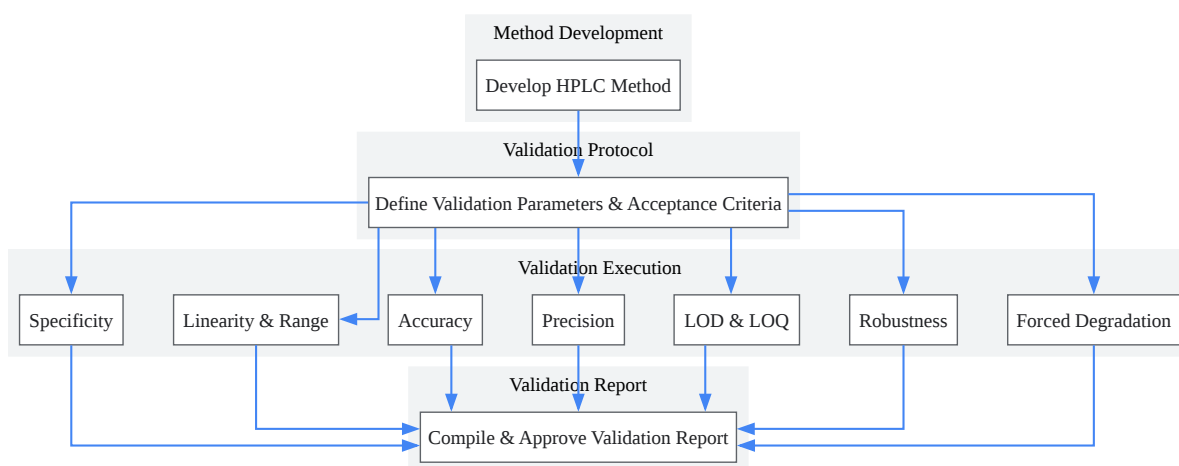 Method Development
Develop HPLC Method
Validation Protocol
Define Validation Parameters & Acceptance Criteria
Validation Execution
Specificity
Linearity & Range
Accuracy
Precision
LOD & LOQ
Robustness
Forced Degradation
Validation Report
Compile & Approve Validation Report